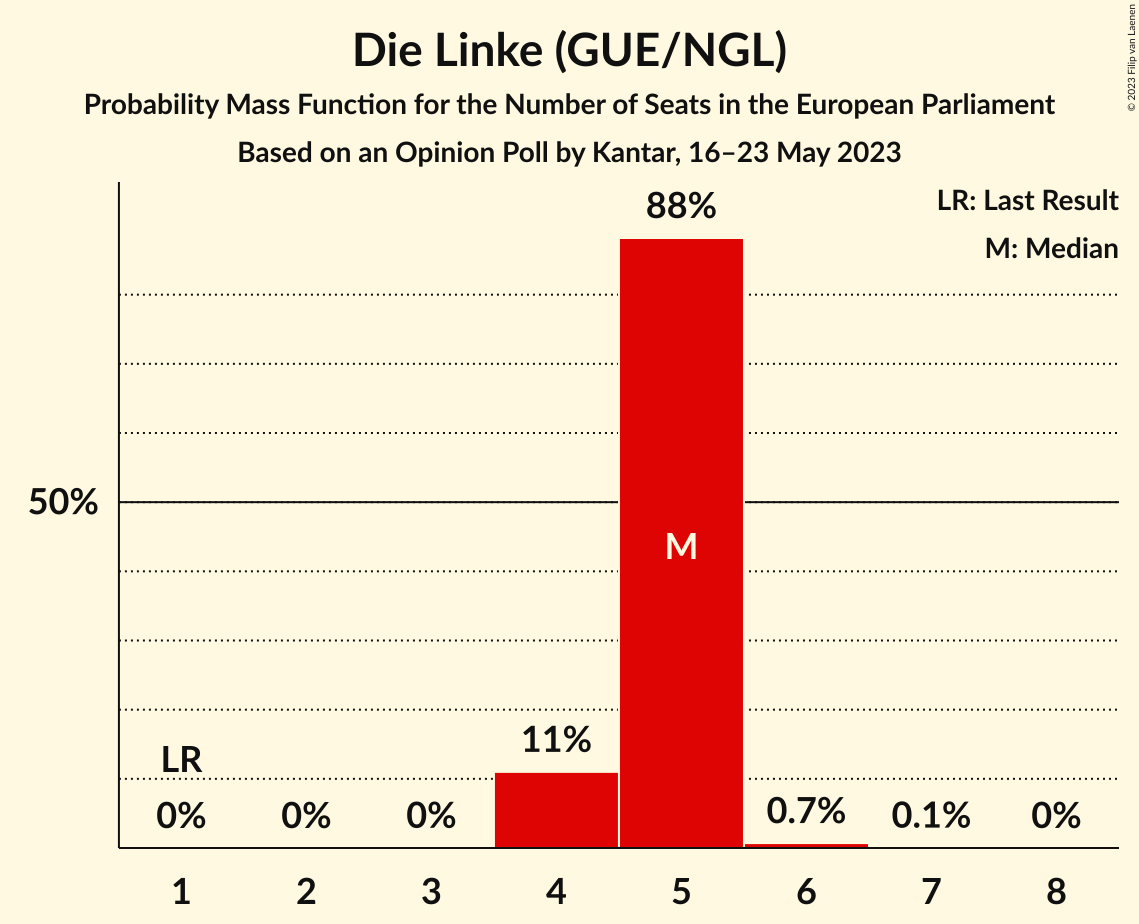 Die Linke (GUE/NGL)
Probability Mass Function for the Number of Seats in the European Parliament
Based on an Opinion Poll by Kantar, 16–23 May 2023
© 2023 Filip van Laenen
LR: Last Result
M: Median
88%
50%
M
11%
LR
0%
0%
0%
0.7%
0.1%
0%
1 2 3 4 5 6 7 8